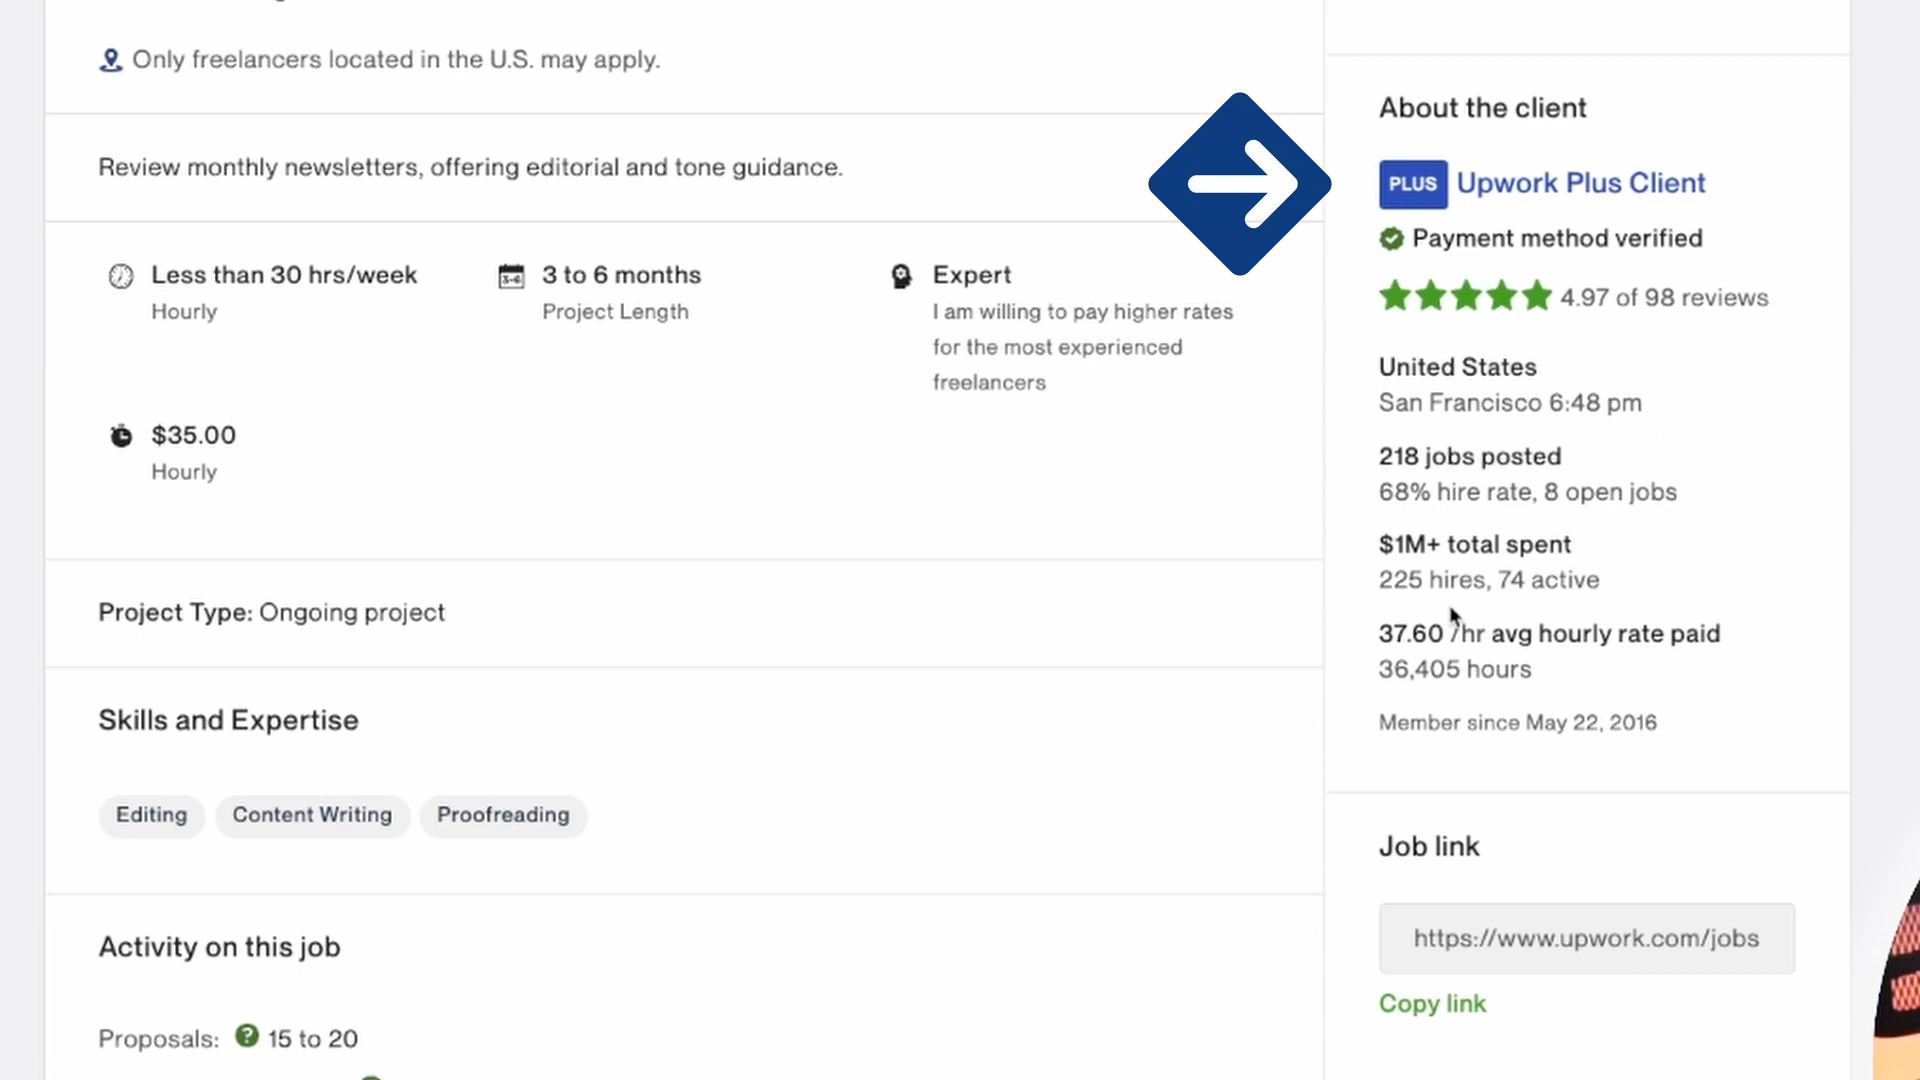 Only freelancers located in the U.S. may apply.
Review monthly newsletters, offering editorial and tone guidance.
Less than 30 hrs/week
Hourly
3-6
3 to 6 months
Project Length
Expert
I am willing to pay higher rates
for the most experienced
freelancers
$35.00
Hourly
Project Type: Ongoing project
Skills and Expertise
Editing
Content Writing
Proofreading
Activity on this job
Proposals: ? 15 to 20
About the client
PLUS Upwork Plus Client
Payment method verified
4.97 of 98 reviews
United States
San Francisco 6:48 pm
218 jobs posted
68% hire rate, 8 open jobs
$1M+ total spent
225 hires, 74 active
37.60 /hr avg hourly rate paid
36,405 hours
Member since May 22, 2016
Job link
https://www.upwork.com/jobs
Copy link